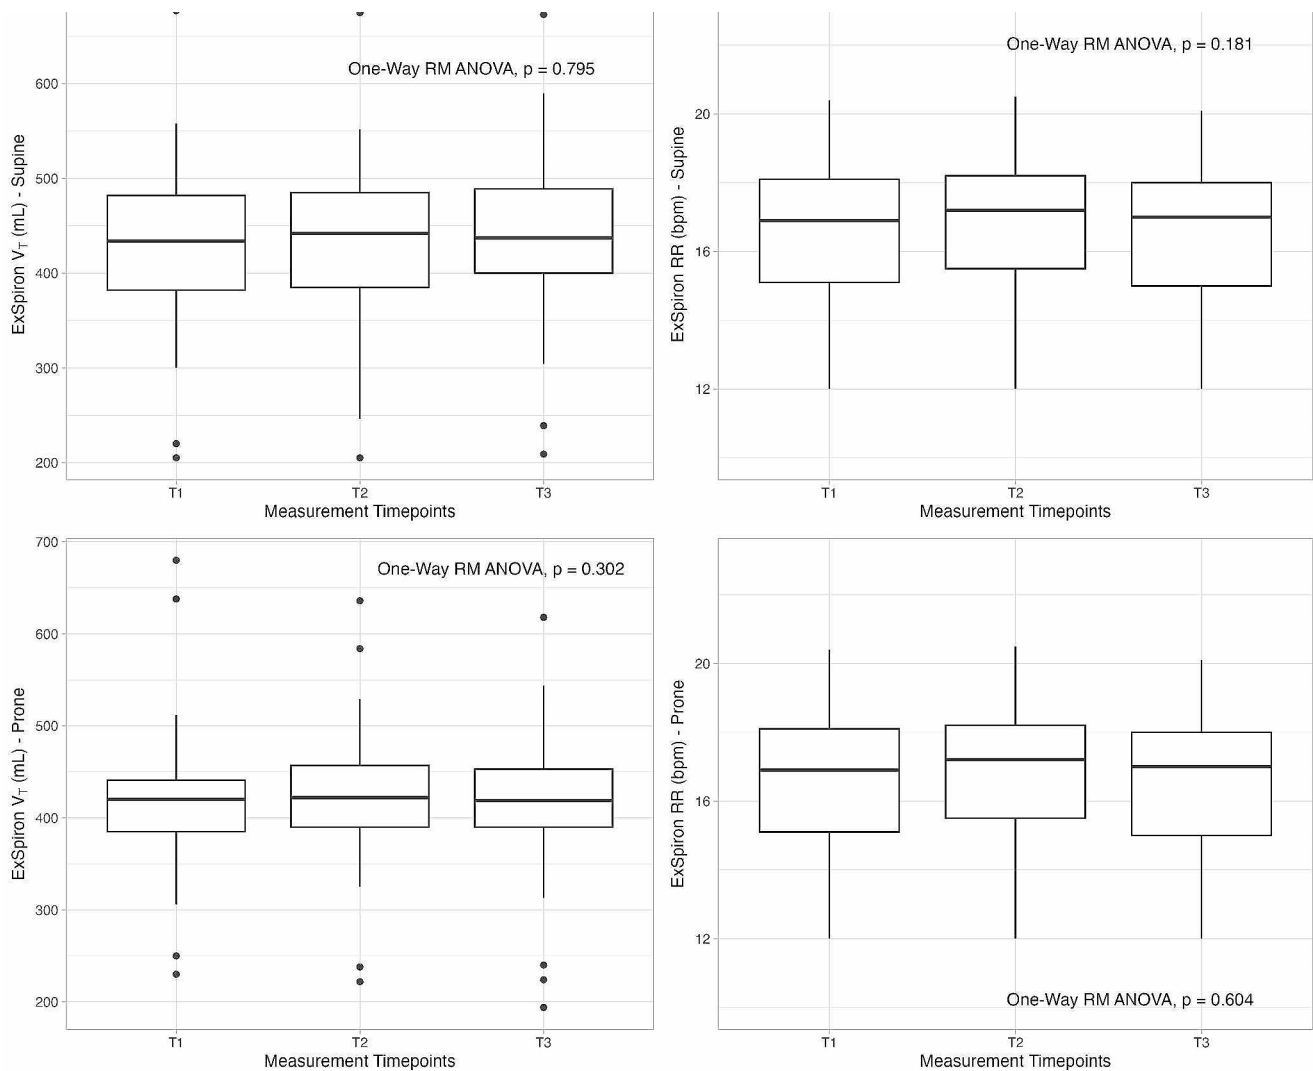 One-Way RM ANOVA, p = 0.795
600
500
400
300
200
ExSpiron V_T (mL) - Supine
T1 T2 T3
Measurement Timepoints
One-Way RM ANOVA, p = 0.181
20
16
12
ExSpiron RR (bpm) - Supine
T1 T2 T3
Measurement Timepoints
One-Way RM ANOVA, p = 0.302
700
600
500
400
300
200
ExSpiron V_T (mL) - Prone
T1 T2 T3
Measurement Timepoints
20
16
12
ExSpiron RR (bpm) - Prone
One-Way RM ANOVA, p = 0.604
T1 T2 T3
Measurement Timepoints